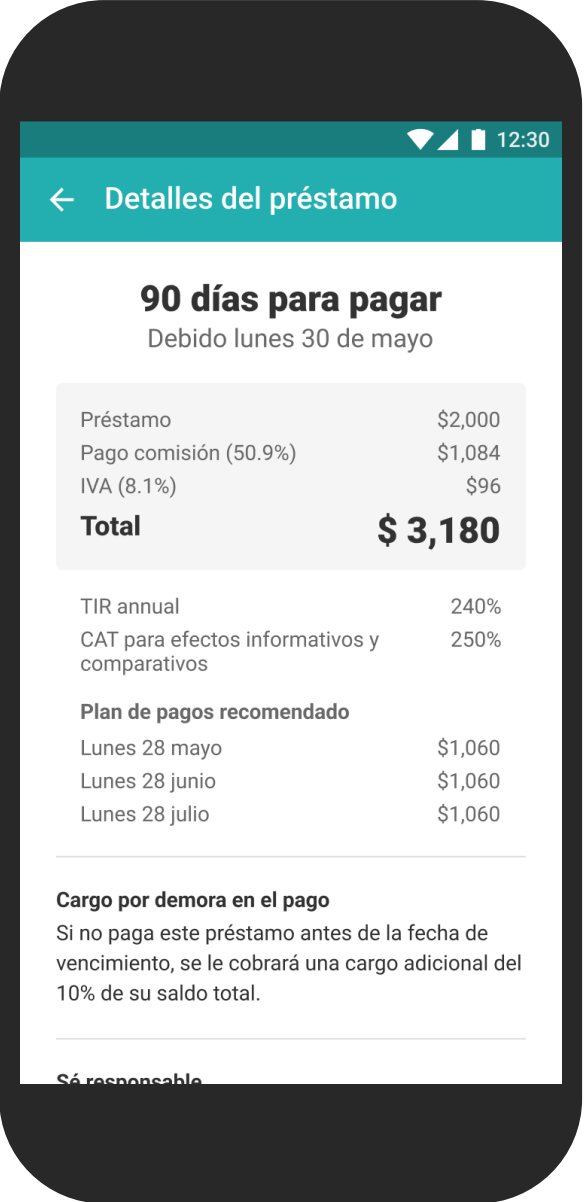 12:30
Detalles del préstamo
90 días para pagar
Debido lunes 30 de mayo
Préstamo $2,000
Pago comisión (50.9%) $1,084
IVA (8.1%) $96
Total $ 3,180
TIR annual 240%
CAT para efectos informativos y 250%
comparativos
Plan de pagos recomendado
Lunes 28 mayo $1,060
Lunes 28 junio $1,060
Lunes 28 julio $1,060
Cargo por demora en el pago
Si no paga este préstamo antes de la fecha de
vencimiento, se le cobrará una cargo adicional del
10% de su saldo total.
Sé responsable